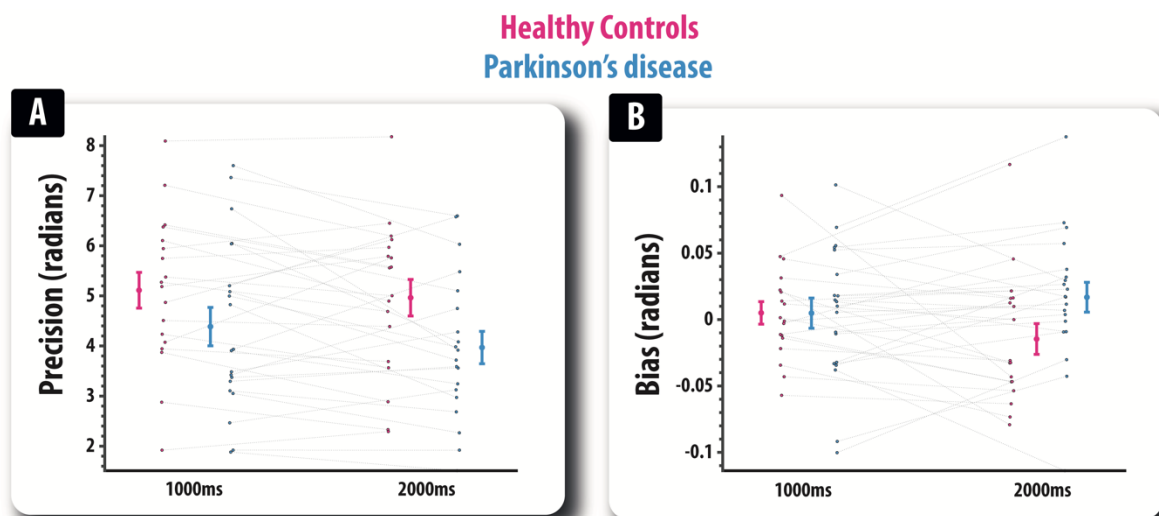 Healthy Controls
Parkinson's disease
A
B
Precision (radians)
8
7
6
5
4
3
2
1000ms
2000ms
Bias (radians)
0.1
0.05
0
-0.05
-0.1
1000ms
2000ms